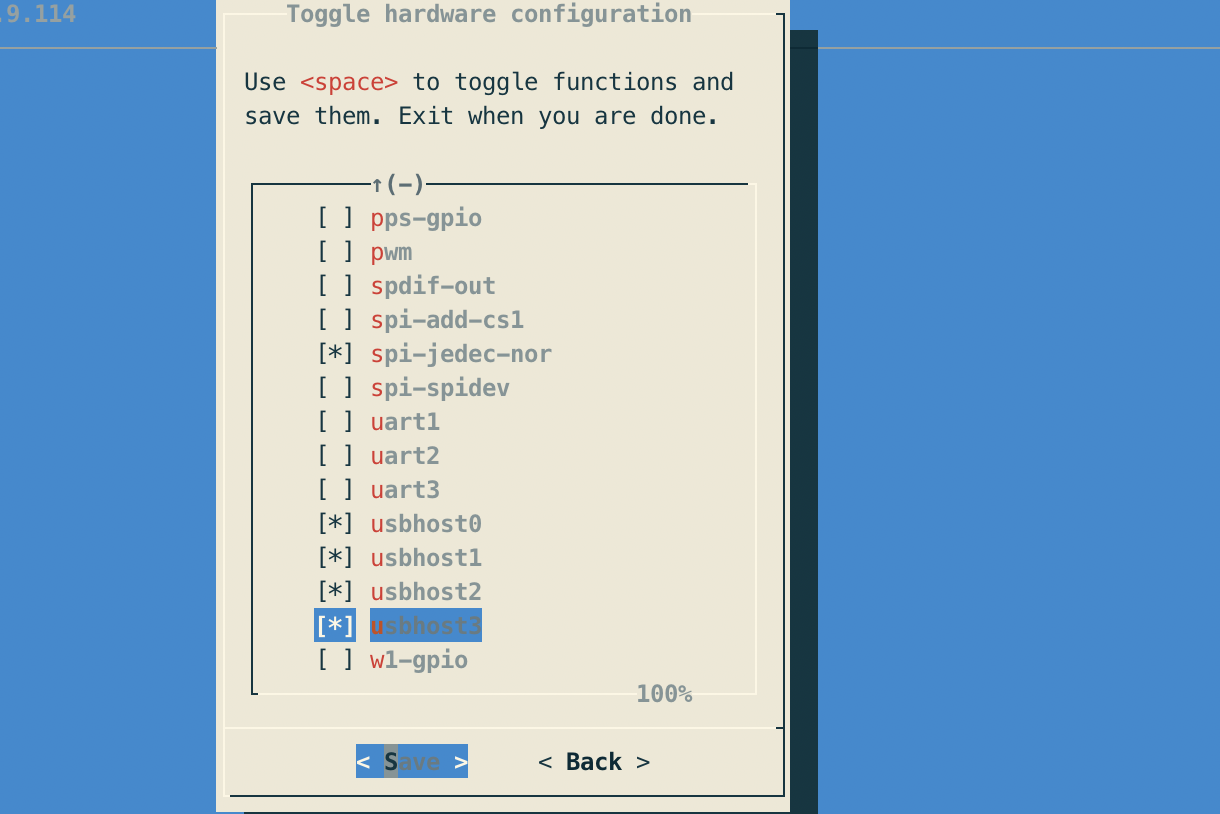 .9.114
Toggle hardware configuration
Use <space> to toggle functions and
save them. Exit when you are done.
↑(-)
[ ] pps-gpio
[ ] pwm
[ ] spdif-out
[ ] spi-add-cs1
[*] spi-jedec-nor
[ ] spi-spidev
[ ] uart1
[ ] uart2
[ ] uart3
[*] usbhost0
[*] usbhost1
[*] usbhost2
[*] usbhost3
[ ] w1-gpio
100%
< Save > < Back >